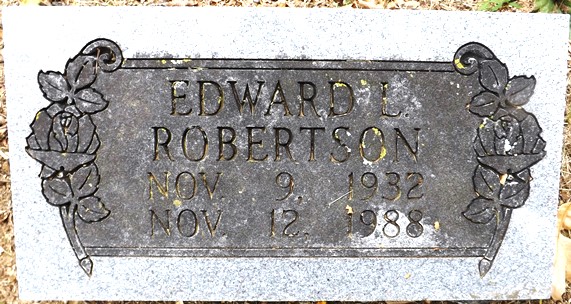 EDWARD L.
ROBERTSON
NOV. 9, 1932
NOV. 12, 1988